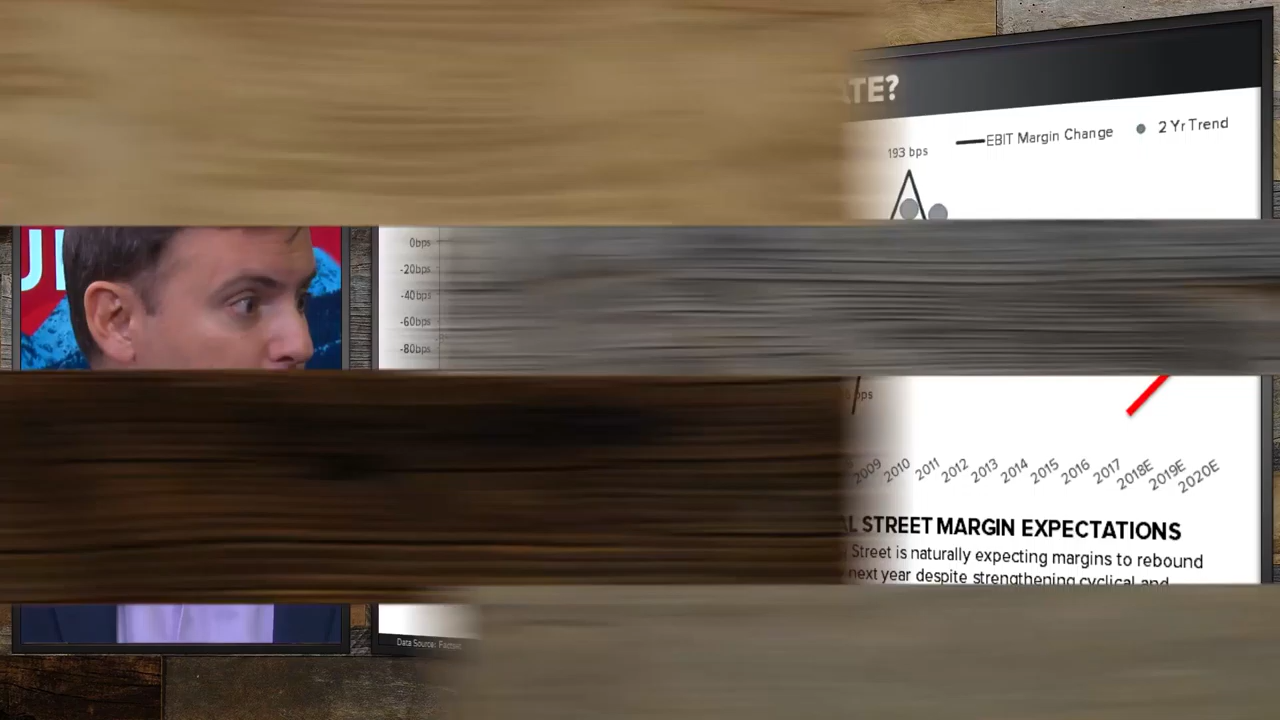 TE?
EBIT Margin Change
2 Yr Trend
193 bps
0bps
-20bps
-40bps
-60bps
-80bps
bps
2009
2010
2011
2012
2013
2014
2015
2016
2017
2018E
2019E
2020E
STREET MARGIN EXPECTATIONS
Street is naturally expecting margins to rebound
next year despite strengthening cyclical and
Data Source: